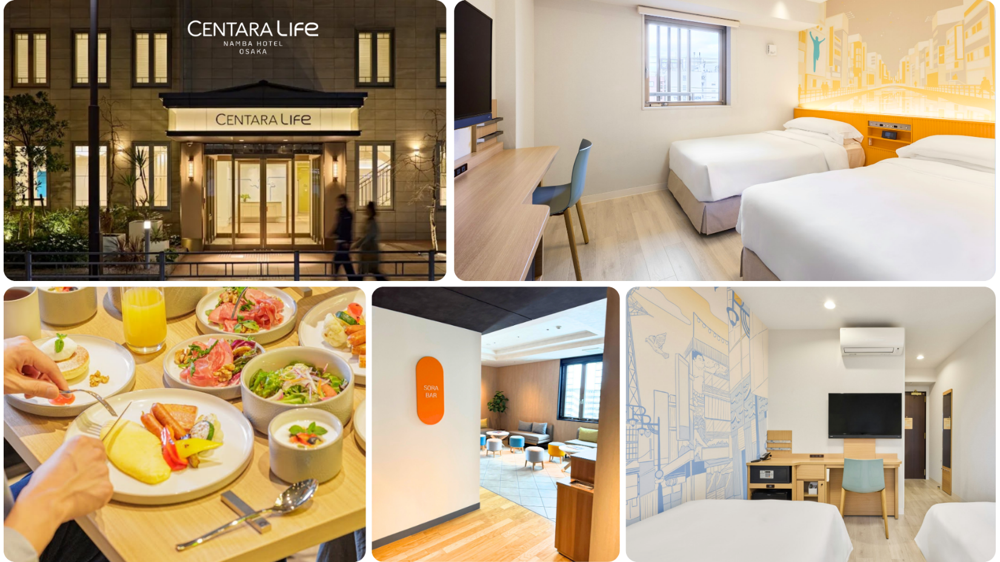 CENTARA LIFE
NAMBA HOTEL
OSAKA
CENTARA LIFE
SORA
BAR